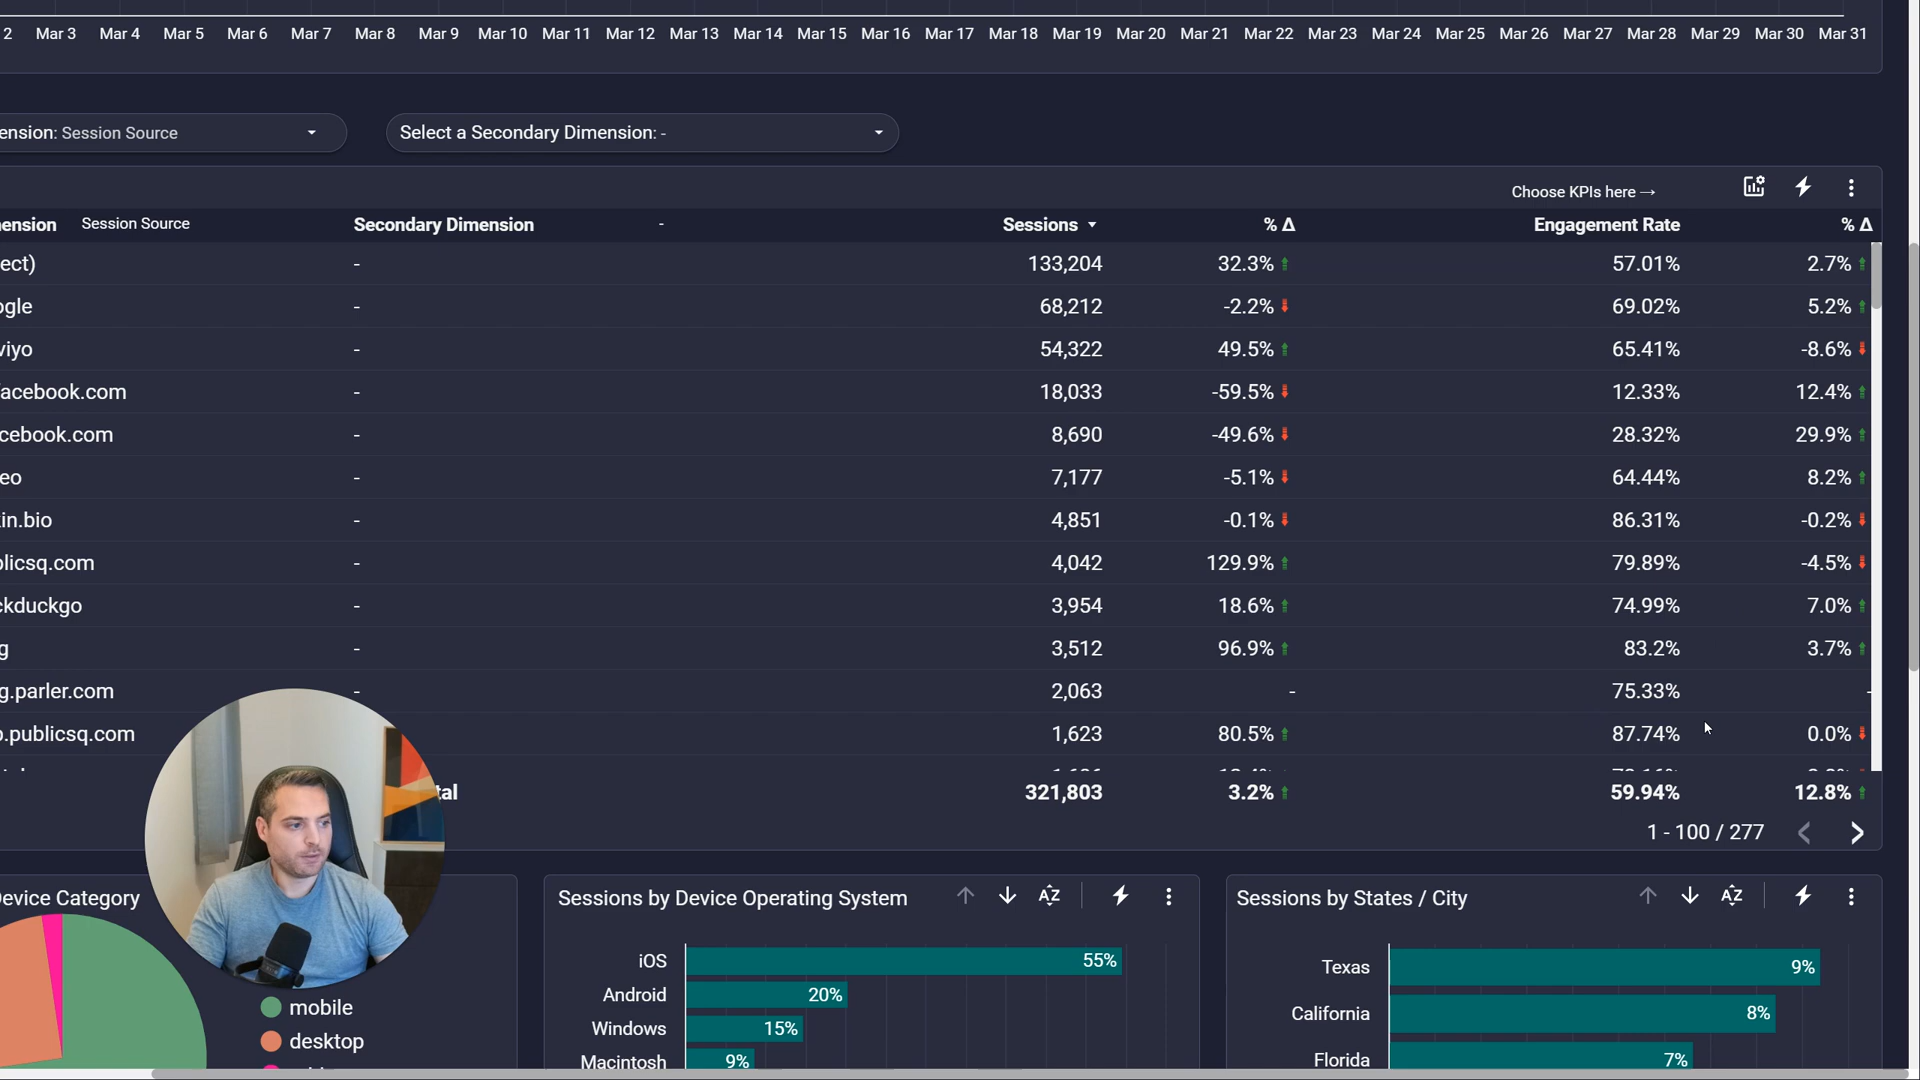 2 Mar 3 Mar 4 Mar 5 Mar 6 Mar 7 Mar 8 Mar 9 Mar 10 Mar 11 Mar 12 Mar 13 Mar 14 Mar 15 Mar 16 Mar 17 Mar 18 Mar 19 Mar 20 Mar 21 Mar 22 Mar 23 Mar 24 Mar 25 Mar 26 Mar 27 Mar 28 Mar 29 Mar 30 Mar 31
ension: Session Source Select a Secondary Dimension: -
Choose KPIs here →
ension Session Source Secondary Dimension - Sessions % Δ Engagement Rate % Δ
ect) - 133,204 32.3% 57.01% 2.7%
ogle - 68,212 -2.2% 69.02% 5.2%
viyo - 54,322 49.5% 65.41% -8.6%
facebook.com - 18,033 -59.5% 12.33% 12.4%
cebook.com - 8,690 -49.6% 28.32% 29.9%
eo - 7,177 -5.1% 64.44% 8.2%
in.bio - 4,851 -0.1% 86.31% -0.2%
blicsq.com - 4,042 129.9% 79.89% -4.5%
ckduckgo - 3,954 18.6% 74.99% 7.0%
g - 3,512 96.9% 83.2% 3.7%
g.parler.com - 2,063 - 75.33% -
.publicsq.com 1,623 80.5% 87.74% 0.0%
tal 321,803 3.2% 59.94% 12.8%
1 - 100 / 277
Device Category
mobile
desktop
Sessions by Device Operating System AZ
iOS 55%
Android 20%
Windows 15%
Macintosh 9%
Sessions by States / City AZ
Texas 9%
California 8%
Florida 7%